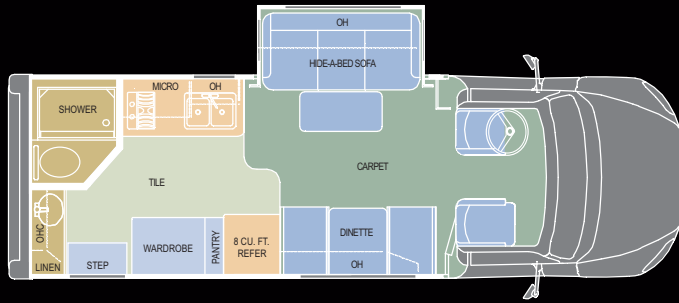 OH
HIDE-A-BED SOFA
MICRO
OH
SHOWER
CARPET
TILE
OHC
LINEN
STEP
WARDROBE
PANTRY
8 CU. FT.
REFER
DINETTE
OH